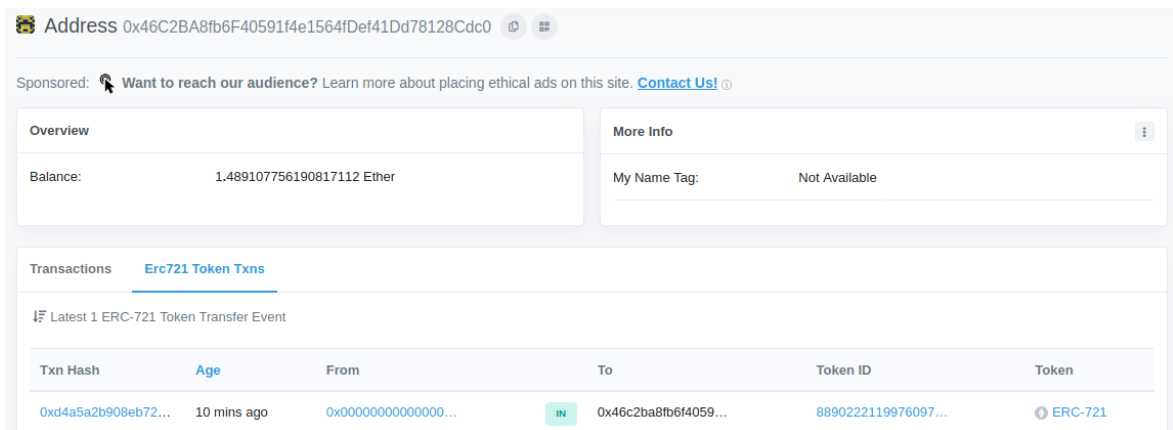 Address 0x46C2BA8fb6F40591f4e1564fDef41Dd78128Cdc0
Sponsored: Want to reach our audience? Learn more about placing ethical ads on this site. Contact Us!
Overview
Balance: 1.489107756190817112 Ether
More Info
My Name Tag: Not Available
Transactions Erc721 Token Txns
Latest 1 ERC-721 Token Transfer Event
Txn Hash Age From To Token ID Token
0xd4a5a2b908eb72... 10 mins ago 0x00000000000000... IN 0x46c2ba8fb6f4059... 8890222119976097... ERC-721